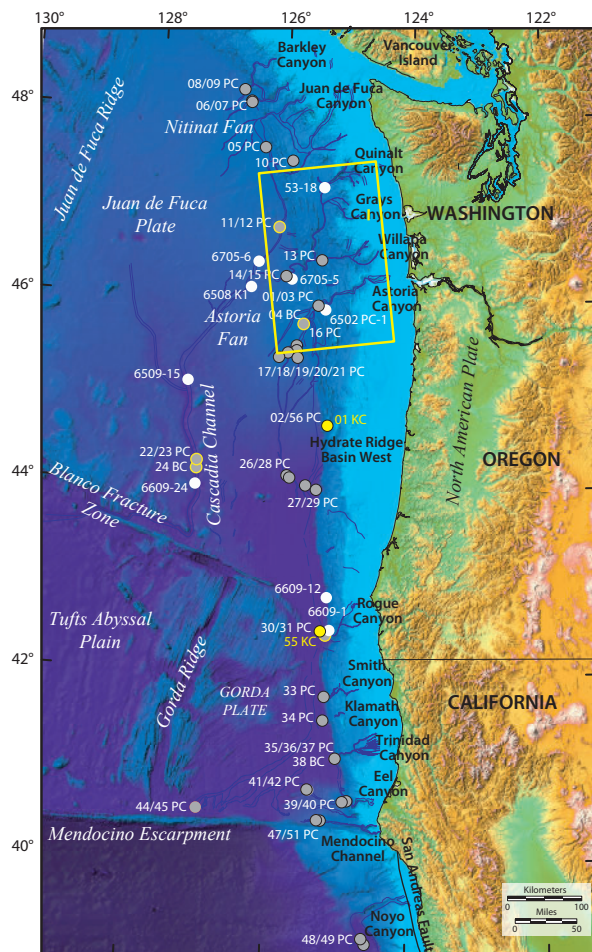 130°
128°
126°
124°
122°
Barkley
Canyon
Vancouver
Island
48°
08/09 PC
06/07 PC
Juan de Fuca
Canyon
Nitinat Fan
Juan de Fuca Ridge
05 PC
10 PC
Quinalt
Canyon
53-18
Grays
Canyon
WASHINGTON
Juan de Fuca
Plate
11/12 PC
Willapa
Canyon
6705-6
13 PC
14/15 PC
6705-5
46°
6508 K1
01/03 PC
Astoria
Canyon
04 BC
6502 PC-1
Astoria
Fan
16 PC
17/18/19/20/21 PC
6509-15
North American Plate
02/56 PC
01 KC
Hydrate Ridge
Basin West
OREGON
Cascadia Channel
22/23 PC
24 BC
6609-24
26/28 PC
44°
27/29 PC
Blanco Fracture
Zone
6609-12
6609-1
Rogue
Canyon
Tufts Abyssal
Plain
30/31 PC
55 KC
42°
Gorda Ridge
Smith
Canyon
GORDA
PLATE
33 PC
Klamath
Canyon
CALIFORNIA
34 PC
Trinidad
Canyon
35/36/37 PC
38 BC
Eel
Canyon
41/42 PC
44/45 PC
39/40 PC
40°
Mendocino Escarpment
47/51 PC
Mendocino
Channel
San Andreas Fault
Noyo
Canyon
48/49 PC
Kilometers
0 100
Miles
0 50
130°
128°
126°
124°
122°